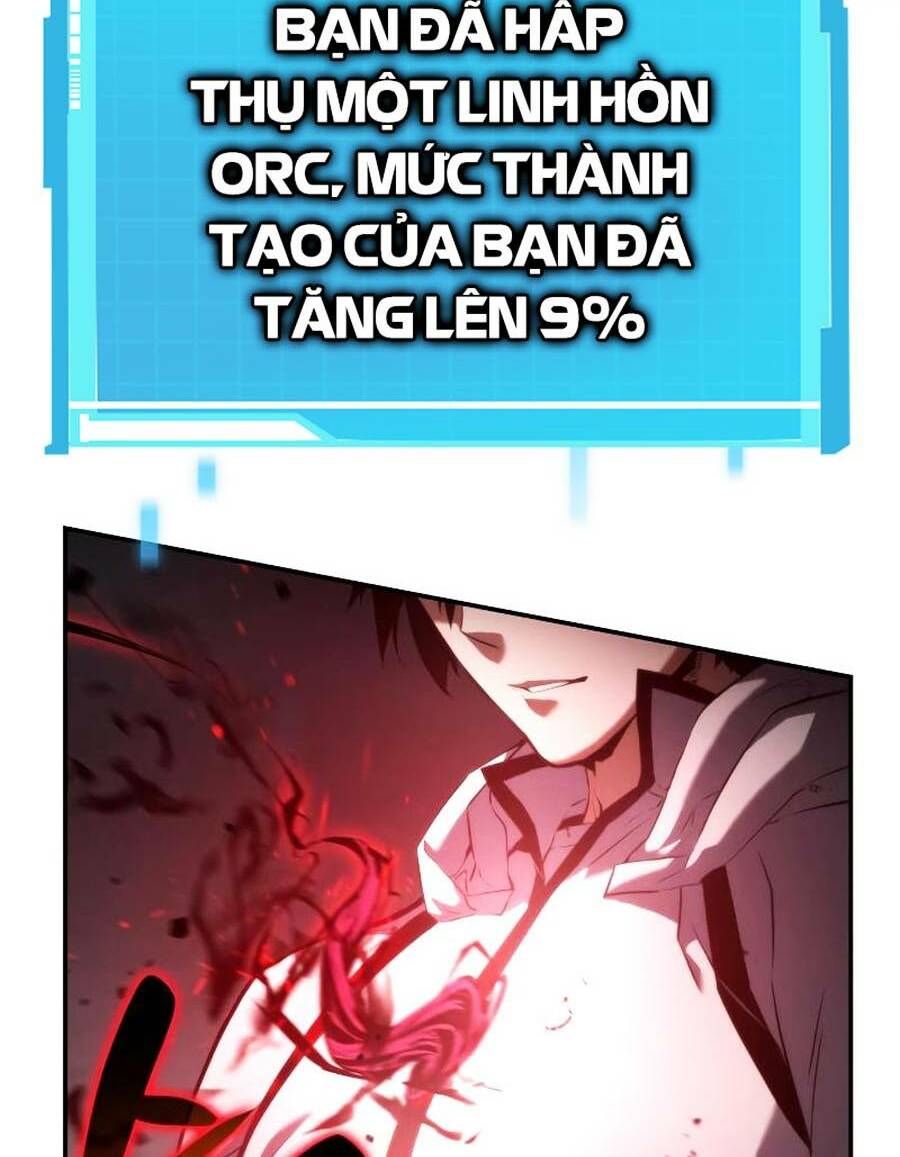 BẠN ĐÃ HẤP
THỤ MỘT LINH HỒN
ORC, MỨC THÀNH
TẠO CỦA BẠN ĐÃ
TĂNG LÊN 9%